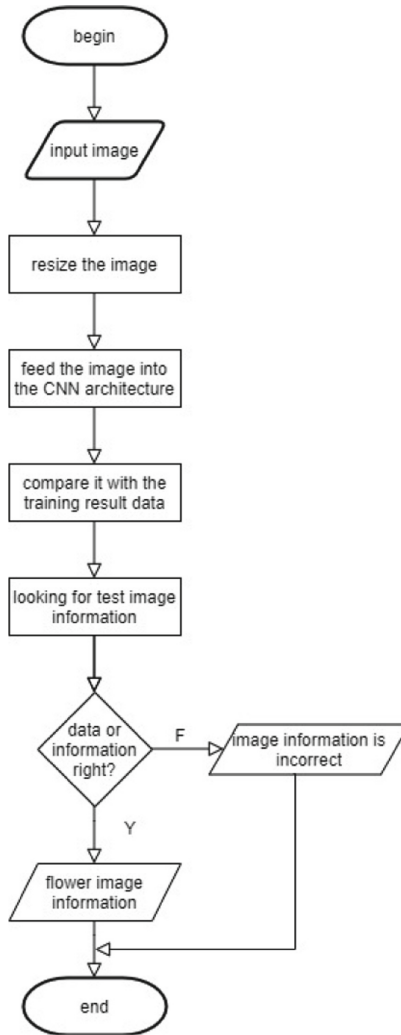 begin
input image
resize the image
feed the image into
the CNN architecture
compare it with the
training result data
looking for test image
information
data or
information
right?
F
image information is
incorrect
Y
flower image
information
end